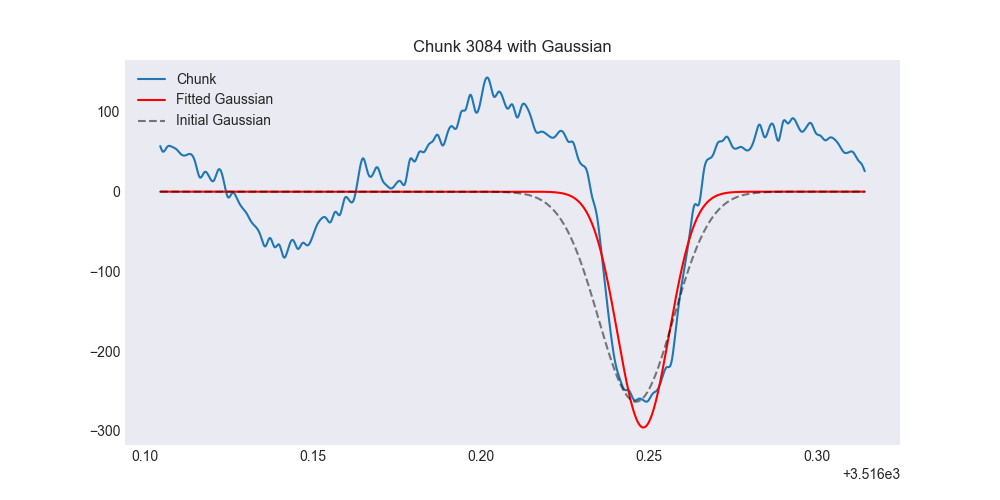 Chunk 3084 with Gaussian
Chunk
Fitted Gaussian
Initial Gaussian
100
0
−100
−200
−300
0.10 0.15 0.20 0.25 0.30
+3.516e3